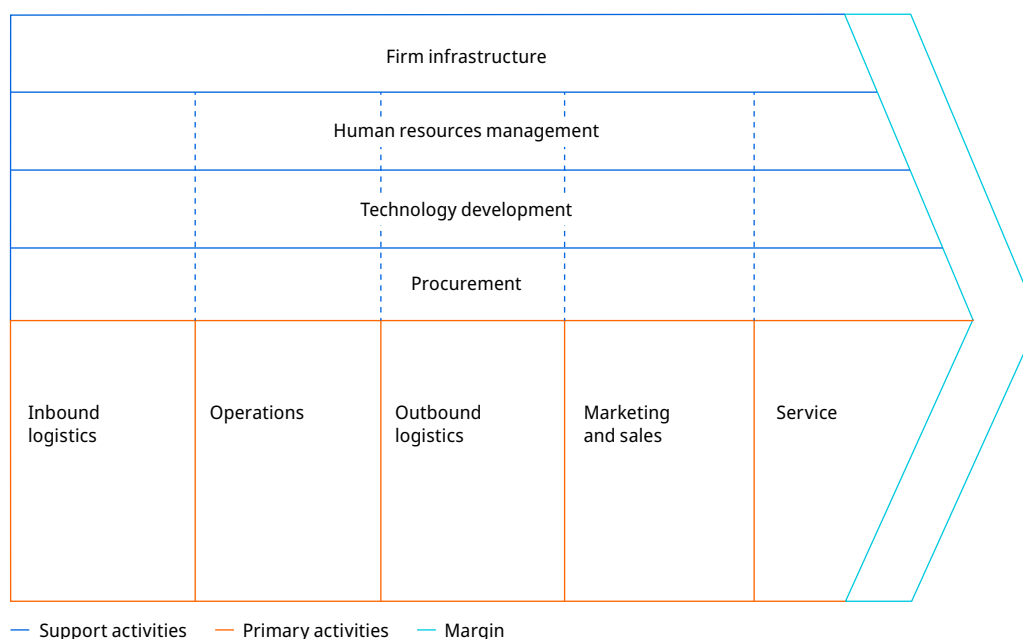 Firm infrastructure
Human resources management
Technology development
Procurement
Inbound
logistics
Operations
Outbound
logistics
Marketing
and sales
Service
Support activities
Primary activities
Margin